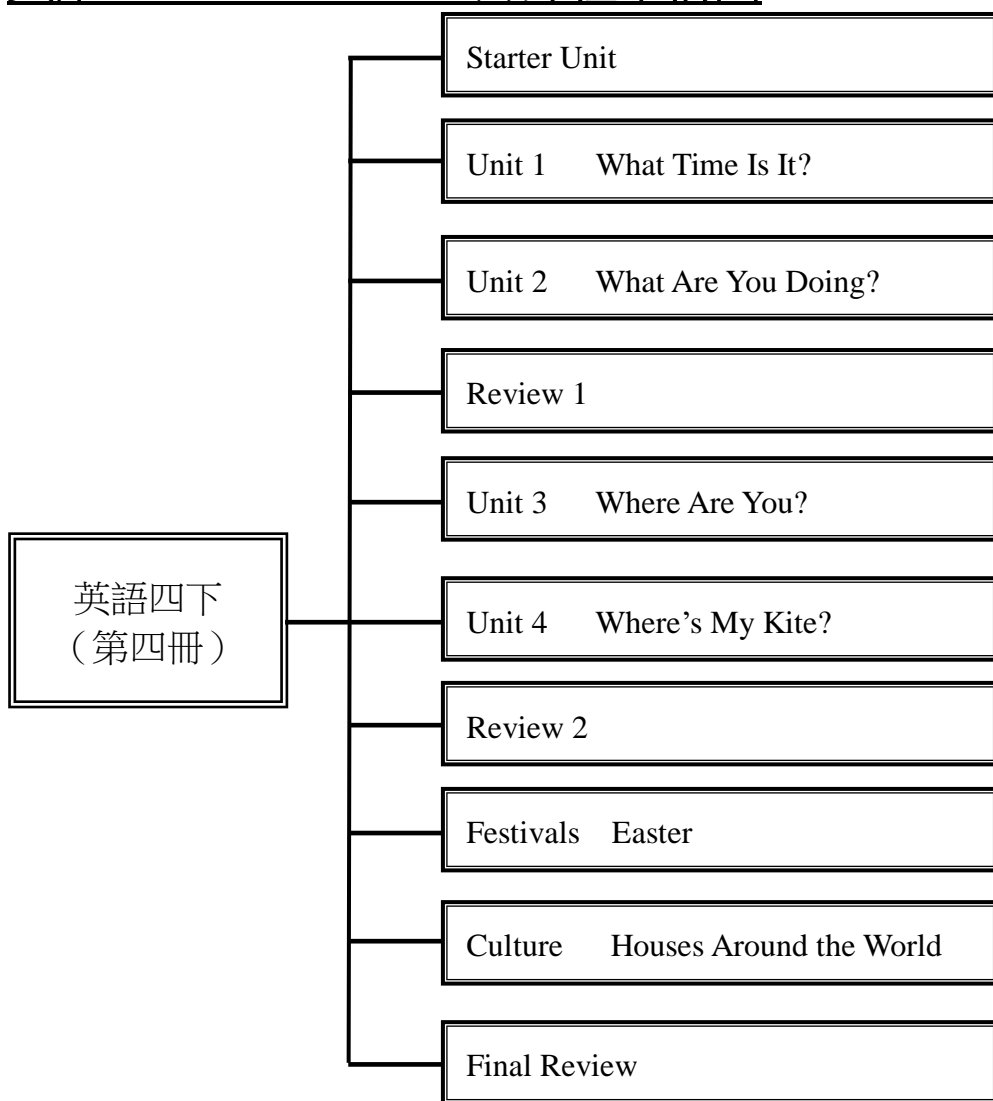 Starter Unit
Unit 1 What Time Is It?
Unit 2 What Are You Doing?
Review 1
Unit 3 Where Are You?
英語四下
（第四冊）
Unit 4 Where’s My Kite?
Review 2
Festivals Easter
Culture Houses Around the World
Final Review